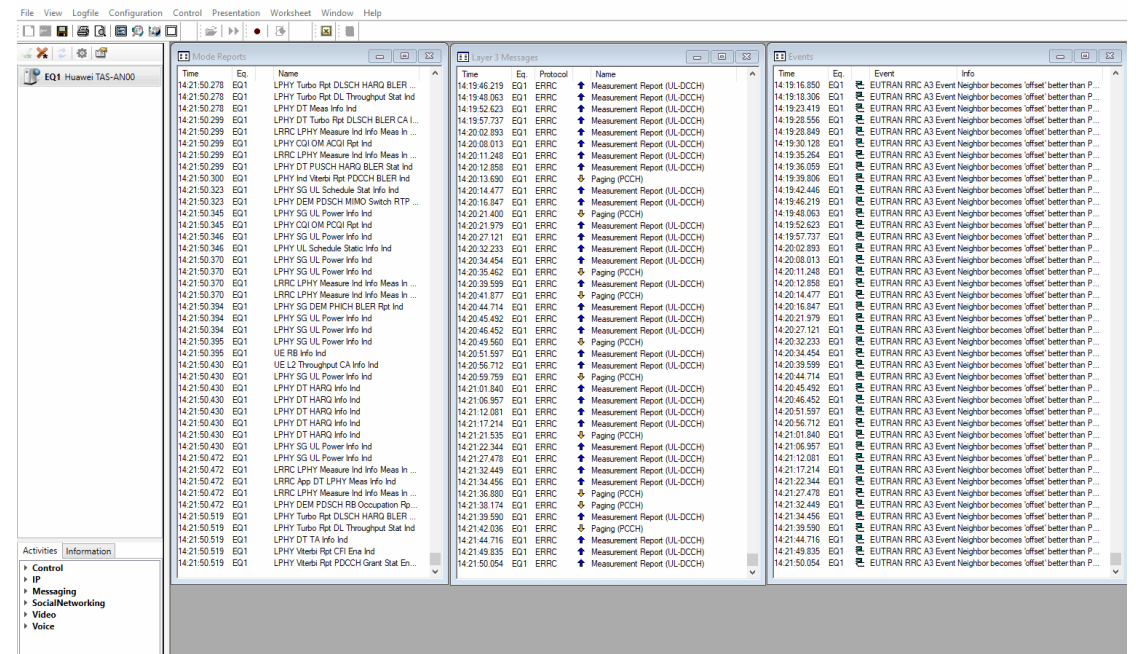 File View Logfile Configuration Control Presentation Worksheet Window Help
EQ1 Huawei TAS-AN00
Mode Reports
Time Eq. Name
14:21:50.278 EQ1 LPHY Turbo Rpt DLSCH HARQ BLER ...
14:21:50.278 EQ1 LPHY Turbo Rpt DL Throughput Stat Ind
14:21:50.278 EQ1 LPHY DT Meas Info Ind
14:21:50.299 EQ1 LPHY DT Turbo Rpt DLSCH BLER CA I...
14:21:50.299 EQ1 LRRC LPHY Measure Ind Info Meas In ...
14:21:50.299 EQ1 LPHY CQI OM ACQI Rpt Ind
14:21:50.299 EQ1 LRRC LPHY Measure Ind Info Meas In ...
14:21:50.299 EQ1 LPHY DT PUSCH HARQ BLER Stat Ind
14:21:50.300 EQ1 LPHY Ind Viterbi Rpt PDCCH BLER Ind
14:21:50.323 EQ1 LPHY SG UL Schedule Stat Info Ind
14:21:50.323 EQ1 LPHY DEM PDSCH MIMO Switch RTP ...
14:21:50.345 EQ1 LPHY SG UL Power Info Ind
14:21:50.345 EQ1 LPHY CQI OM PCQI Rpt Ind
14:21:50.346 EQ1 LPHY SG UL Power Info Ind
14:21:50.346 EQ1 LPHY UL Schedule Static Info Ind
14:21:50.370 EQ1 LPHY SG UL Power Info Ind
14:21:50.370 EQ1 LPHY SG UL Power Info Ind
14:21:50.370 EQ1 LRRC LPHY Measure Ind Info Meas In ...
14:21:50.370 EQ1 LRRC LPHY Measure Ind Info Meas In ...
14:21:50.394 EQ1 LPHY SG DEM PHICH BLER Rpt Ind
14:21:50.394 EQ1 LPHY SG UL Power Info Ind
14:21:50.394 EQ1 LPHY SG UL Power Info Ind
14:21:50.395 EQ1 LPHY SG UL Power Info Ind
14:21:50.395 EQ1 UE RB Info Ind
14:21:50.430 EQ1 UE L2 Throughput CA Info Ind
14:21:50.430 EQ1 LPHY SG UL Power Info Ind
14:21:50.430 EQ1 LPHY DT HARQ Info Ind
14:21:50.430 EQ1 LPHY DT HARQ Info Ind
14:21:50.430 EQ1 LPHY DT HARQ Info Ind
14:21:50.430 EQ1 LPHY DT HARQ Info Ind
14:21:50.430 EQ1 LPHY SG UL Power Info Ind
14:21:50.472 EQ1 LPHY SG UL Power Info Ind
14:21:50.472 EQ1 LRRC LPHY Measure Ind Info Meas In ...
14:21:50.472 EQ1 LRRC App DT LPHY Meas Info Ind
14:21:50.472 EQ1 LRRC LPHY Measure Ind Info Meas In ...
14:21:50.472 EQ1 LPHY DEM PDSCH RB Occupation Rp...
14:21:50.519 EQ1 LPHY Turbo Rpt DLSCH HARQ BLER ...
14:21:50.519 EQ1 LPHY Turbo Rpt DL Throughput Stat Ind
14:21:50.519 EQ1 LPHY DT TA Info Ind
14:21:50.519 EQ1 LPHY Viterbi Rpt CFI Ena Ind
14:21:50.519 EQ1 LPHY Viterbi Rpt PDCCH Grant Stat En...
Layer 3 Messages
Time Eq. Protocol Name
14:19:46.219 EQ1 ERRC Measurement Report (UL-DCCH)
14:19:48.063 EQ1 ERRC Measurement Report (UL-DCCH)
14:19:52.623 EQ1 ERRC Measurement Report (UL-DCCH)
14:19:57.737 EQ1 ERRC Measurement Report (UL-DCCH)
14:20:02.893 EQ1 ERRC Measurement Report (UL-DCCH)
14:20:08.013 EQ1 ERRC Measurement Report (UL-DCCH)
14:20:11.248 EQ1 ERRC Measurement Report (UL-DCCH)
14:20:12.858 EQ1 ERRC Measurement Report (UL-DCCH)
14:20:13.690 EQ1 ERRC Paging (PCCH)
14:20:14.477 EQ1 ERRC Measurement Report (UL-DCCH)
14:20:16.847 EQ1 ERRC Measurement Report (UL-DCCH)
14:20:21.400 EQ1 ERRC Paging (PCCH)
14:20:21.979 EQ1 ERRC Measurement Report (UL-DCCH)
14:20:27.121 EQ1 ERRC Measurement Report (UL-DCCH)
14:20:32.233 EQ1 ERRC Measurement Report (UL-DCCH)
14:20:34.454 EQ1 ERRC Measurement Report (UL-DCCH)
14:20:35.462 EQ1 ERRC Paging (PCCH)
14:20:39.599 EQ1 ERRC Measurement Report (UL-DCCH)
14:20:41.877 EQ1 ERRC Paging (PCCH)
14:20:44.714 EQ1 ERRC Measurement Report (UL-DCCH)
14:20:45.492 EQ1 ERRC Measurement Report (UL-DCCH)
14:20:46.452 EQ1 ERRC Measurement Report (UL-DCCH)
14:20:49.560 EQ1 ERRC Paging (PCCH)
14:20:51.597 EQ1 ERRC Measurement Report (UL-DCCH)
14:20:56.712 EQ1 ERRC Measurement Report (UL-DCCH)
14:20:59.759 EQ1 ERRC Paging (PCCH)
14:21:01.840 EQ1 ERRC Measurement Report (UL-DCCH)
14:21:06.957 EQ1 ERRC Measurement Report (UL-DCCH)
14:21:12.081 EQ1 ERRC Measurement Report (UL-DCCH)
14:21:17.214 EQ1 ERRC Measurement Report (UL-DCCH)
14:21:21.535 EQ1 ERRC Paging (PCCH)
14:21:22.344 EQ1 ERRC Measurement Report (UL-DCCH)
14:21:27.478 EQ1 ERRC Measurement Report (UL-DCCH)
14:21:32.449 EQ1 ERRC Measurement Report (UL-DCCH)
14:21:34.456 EQ1 ERRC Measurement Report (UL-DCCH)
14:21:36.880 EQ1 ERRC Paging (PCCH)
14:21:38.174 EQ1 ERRC Paging (PCCH)
14:21:39.590 EQ1 ERRC Measurement Report (UL-DCCH)
14:21:42.036 EQ1 ERRC Paging (PCCH)
14:21:44.716 EQ1 ERRC Measurement Report (UL-DCCH)
14:21:49.835 EQ1 ERRC Measurement Report (UL-DCCH)
14:21:50.054 EQ1 ERRC Measurement Report (UL-DCCH)
Events
Time Eq. Event Info
14:19:16.850 EQ1 EUTRAN RRC A3 Event Neighbor becomes 'offset' better than P...
14:19:18.306 EQ1 EUTRAN RRC A3 Event Neighbor becomes 'offset' better than P...
14:19:23.419 EQ1 EUTRAN RRC A3 Event Neighbor becomes 'offset' better than P...
14:19:28.556 EQ1 EUTRAN RRC A3 Event Neighbor becomes 'offset' better than P...
14:19:28.849 EQ1 EUTRAN RRC A3 Event Neighbor becomes 'offset' better than P...
14:19:30.128 EQ1 EUTRAN RRC A3 Event Neighbor becomes 'offset' better than P...
14:19:35.264 EQ1 EUTRAN RRC A3 Event Neighbor becomes 'offset' better than P...
14:19:36.059 EQ1 EUTRAN RRC A3 Event Neighbor becomes 'offset' better than P...
14:19:39.806 EQ1 EUTRAN RRC A3 Event Neighbor becomes 'offset' better than P...
14:19:42.446 EQ1 EUTRAN RRC A3 Event Neighbor becomes 'offset' better than P...
14:19:46.219 EQ1 EUTRAN RRC A3 Event Neighbor becomes 'offset' better than P...
14:19:48.063 EQ1 EUTRAN RRC A3 Event Neighbor becomes 'offset' better than P...
14:19:52.623 EQ1 EUTRAN RRC A3 Event Neighbor becomes 'offset' better than P...
14:19:57.737 EQ1 EUTRAN RRC A3 Event Neighbor becomes 'offset' better than P...
14:20:02.893 EQ1 EUTRAN RRC A3 Event Neighbor becomes 'offset' better than P...
14:20:08.013 EQ1 EUTRAN RRC A3 Event Neighbor becomes 'offset' better than P...
14:20:11.248 EQ1 EUTRAN RRC A3 Event Neighbor becomes 'offset' better than P...
14:20:12.858 EQ1 EUTRAN RRC A3 Event Neighbor becomes 'offset' better than P...
14:20:14.477 EQ1 EUTRAN RRC A3 Event Neighbor becomes 'offset' better than P...
14:20:16.847 EQ1 EUTRAN RRC A3 Event Neighbor becomes 'offset' better than P...
14:20:21.979 EQ1 EUTRAN RRC A3 Event Neighbor becomes 'offset' better than P...
14:20:27.121 EQ1 EUTRAN RRC A3 Event Neighbor becomes 'offset' better than P...
14:20:32.233 EQ1 EUTRAN RRC A3 Event Neighbor becomes 'offset' better than P...
14:20:34.454 EQ1 EUTRAN RRC A3 Event Neighbor becomes 'offset' better than P...
14:20:39.599 EQ1 EUTRAN RRC A3 Event Neighbor becomes 'offset' better than P...
14:20:44.714 EQ1 EUTRAN RRC A3 Event Neighbor becomes 'offset' better than P...
14:20:45.492 EQ1 EUTRAN RRC A3 Event Neighbor becomes 'offset' better than P...
14:20:46.452 EQ1 EUTRAN RRC A3 Event Neighbor becomes 'offset' better than P...
14:20:51.597 EQ1 EUTRAN RRC A3 Event Neighbor becomes 'offset' better than P...
14:20:56.712 EQ1 EUTRAN RRC A3 Event Neighbor becomes 'offset' better than P...
14:21:01.840 EQ1 EUTRAN RRC A3 Event Neighbor becomes 'offset' better than P...
14:21:06.957 EQ1 EUTRAN RRC A3 Event Neighbor becomes 'offset' better than P...
14:21:12.081 EQ1 EUTRAN RRC A3 Event Neighbor becomes 'offset' better than P...
14:21:17.214 EQ1 EUTRAN RRC A3 Event Neighbor becomes 'offset' better than P...
14:21:22.344 EQ1 EUTRAN RRC A3 Event Neighbor becomes 'offset' better than P...
14:21:27.478 EQ1 EUTRAN RRC A3 Event Neighbor becomes 'offset' better than P...
14:21:32.449 EQ1 EUTRAN RRC A3 Event Neighbor becomes 'offset' better than P...
14:21:34.456 EQ1 EUTRAN RRC A3 Event Neighbor becomes 'offset' better than P...
14:21:39.590 EQ1 EUTRAN RRC A3 Event Neighbor becomes 'offset' better than P...
14:21:44.716 EQ1 EUTRAN RRC A3 Event Neighbor becomes 'offset' better than P...
14:21:49.835 EQ1 EUTRAN RRC A3 Event Neighbor becomes 'offset' better than P...
14:21:50.054 EQ1 EUTRAN RRC A3 Event Neighbor becomes 'offset' better than P...
Activities Information
Control
IP
Messaging
SocialNetworking
Video
Voice